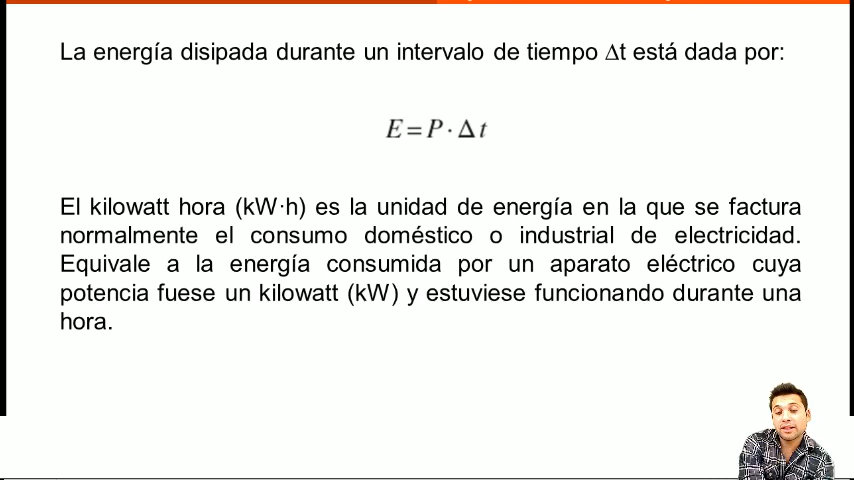 La energía disipada durante un intervalo de tiempo Δt está dada por:
E = P · Δ t
El kilowatt hora (kW·h) es la unidad de energía en la que se factura
normalmente el consumo doméstico o industrial de electricidad.
Equivale a la energía consumida por un aparato eléctrico cuya
potencia fuese un kilowatt (kW) y estuviese funcionando durante una
hora.